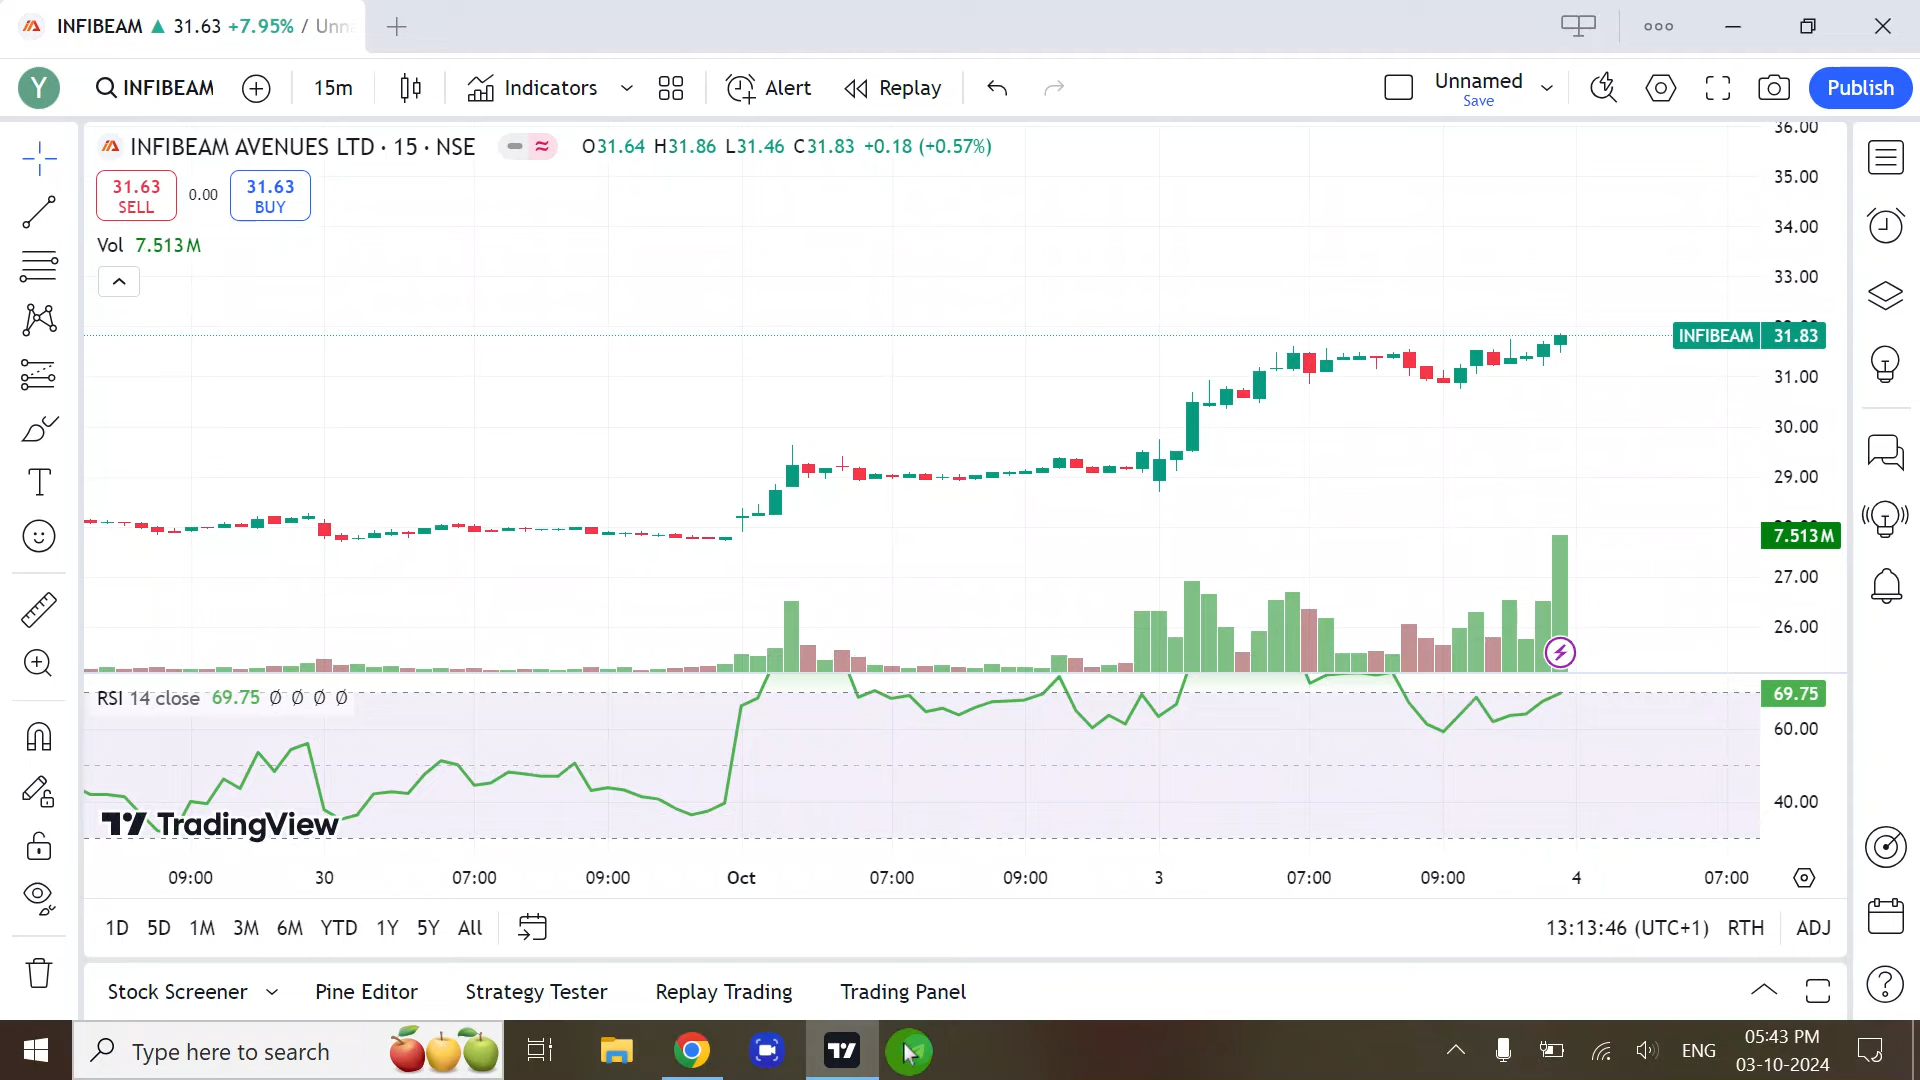 INFIBEAM ▲ 31.63 +7.95% / Unna
Y INFIBEAM 15m Indicators Alert Replay Unnamed Save Publish
INFIBEAM AVENUES LTD · 15 · NSE O31.64 H31.86 L31.46 C31.83 +0.18 (+0.57%)
31.63 SELL 0.00 31.63 BUY
Vol 7.513M
36.00
35.00
34.00
33.00
INFIBEAM 31.83
31.00
30.00
29.00
7.513M
27.00
26.00
RSI 14 close 69.75 Ø Ø Ø Ø
69.75
60.00
40.00
TradingView
09:00 30 07:00 09:00 Oct 07:00 09:00 3 07:00 09:00 4 07:00
1D 5D 1M 3M 6M YTD 1Y 5Y All 13:13:46 (UTC+1) RTH ADJ
Stock Screener Pine Editor Strategy Tester Replay Trading Trading Panel
Type here to search ENG 05:43 PM
03-10-2024